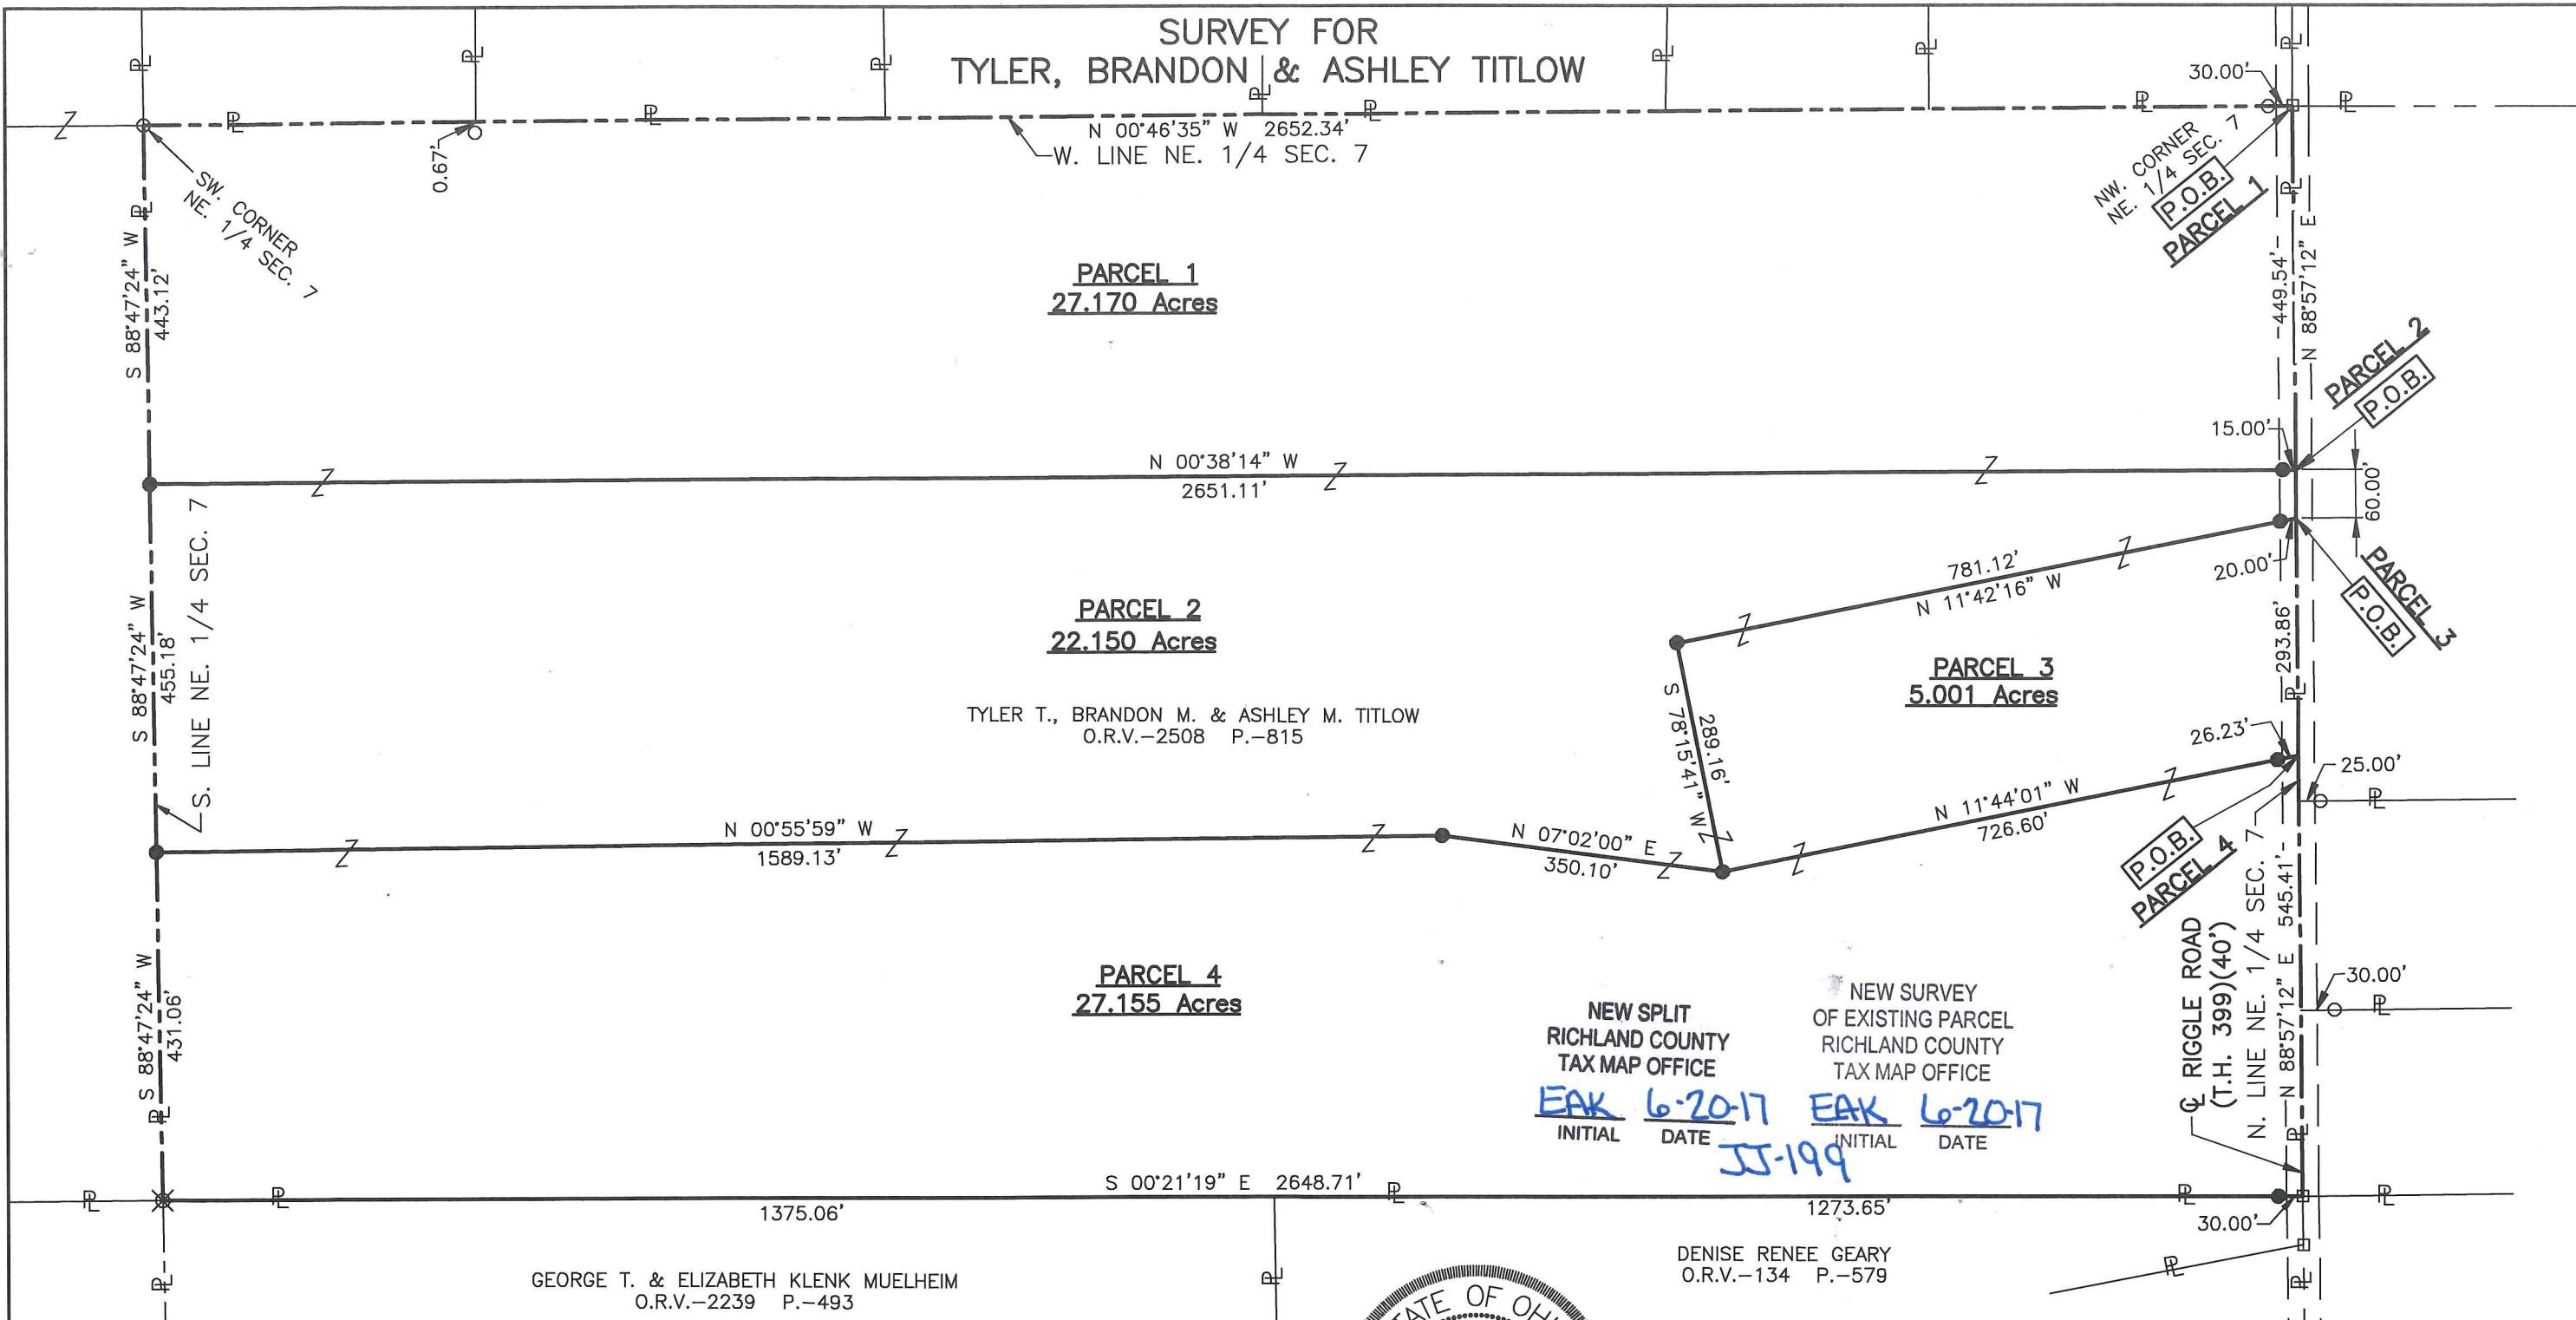 SURVEY FOR
TYLER, BRANDON & ASHLEY TITLOW
30.00'
N 00°46'35" W 2652.34'
W. LINE NE. 1/4 SEC. 7
0.67'
SW. CORNER
NE. 1/4 SEC. 7
NW. CORNER
NE. 1/4 SEC. 7
P.O.B.
PARCEL 1
S 88°47'24" W
443.12'
PARCEL 1
27.170 Acres
449.54'
N 88°57'12" E
PARCEL 2
P.O.B.
15.00'
60.00'
N 00°38'14" W
2651.11'
20.00'
PARCEL 3
P.O.B.
781.12'
N 11°42'16" W
S 88°47'24" W
455.18'
S. LINE NE. 1/4 SEC. 7
PARCEL 2
22.150 Acres
TYLER T., BRANDON M. & ASHLEY M. TITLOW
O.R.V.-2508 P.-815
S 78°15'41" W
289.16'
PARCEL 3
5.001 Acres
293.86'
26.23'
25.00'
N 11°44'01" W
726.60'
P.O.B.
PARCEL 4
N 00°55'59" W
1589.13'
N 07°02'00" E
350.10'
S 88°47'24" W
431.06'
PARCEL 4
27.155 Acres
NEW SPLIT
RICHLAND COUNTY
TAX MAP OFFICE
EAK 6-20-17
INITIAL DATE
NEW SURVEY
OF EXISTING PARCEL
RICHLAND COUNTY
TAX MAP OFFICE
EAK 6-20-17
INITIAL DATE
JJ-199
℄ RIGGLE ROAD
(T.H. 399)(40')
N. LINE NE. 1/4 SEC. 7
N 88°57'12" E 545.41'
30.00'
S 00°21'19" E 2648.71'
1375.06'
1273.65'
30.00'
GEORGE T. & ELIZABETH KLENK MUELHEIM
O.R.V.-2239 P.-493
DENISE RENEE GEARY
O.R.V.-134 P.-579
STATE OF OHI